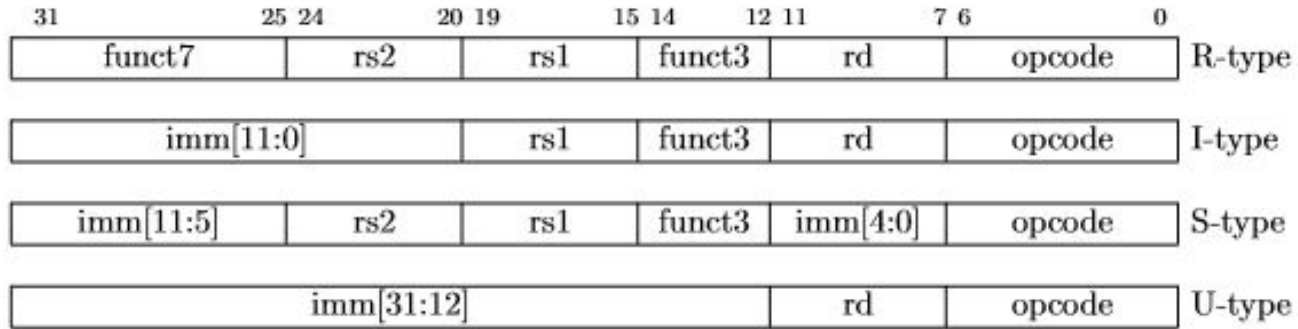 31 25 24 20 19 15 14 12 11 7 6 0
funct7 rs2 rs1 funct3 rd opcode R-type
imm[11:0] rs1 funct3 rd opcode I-type
imm[11:5] rs2 rs1 funct3 imm[4:0] opcode S-type
imm[31:12] rd opcode U-type